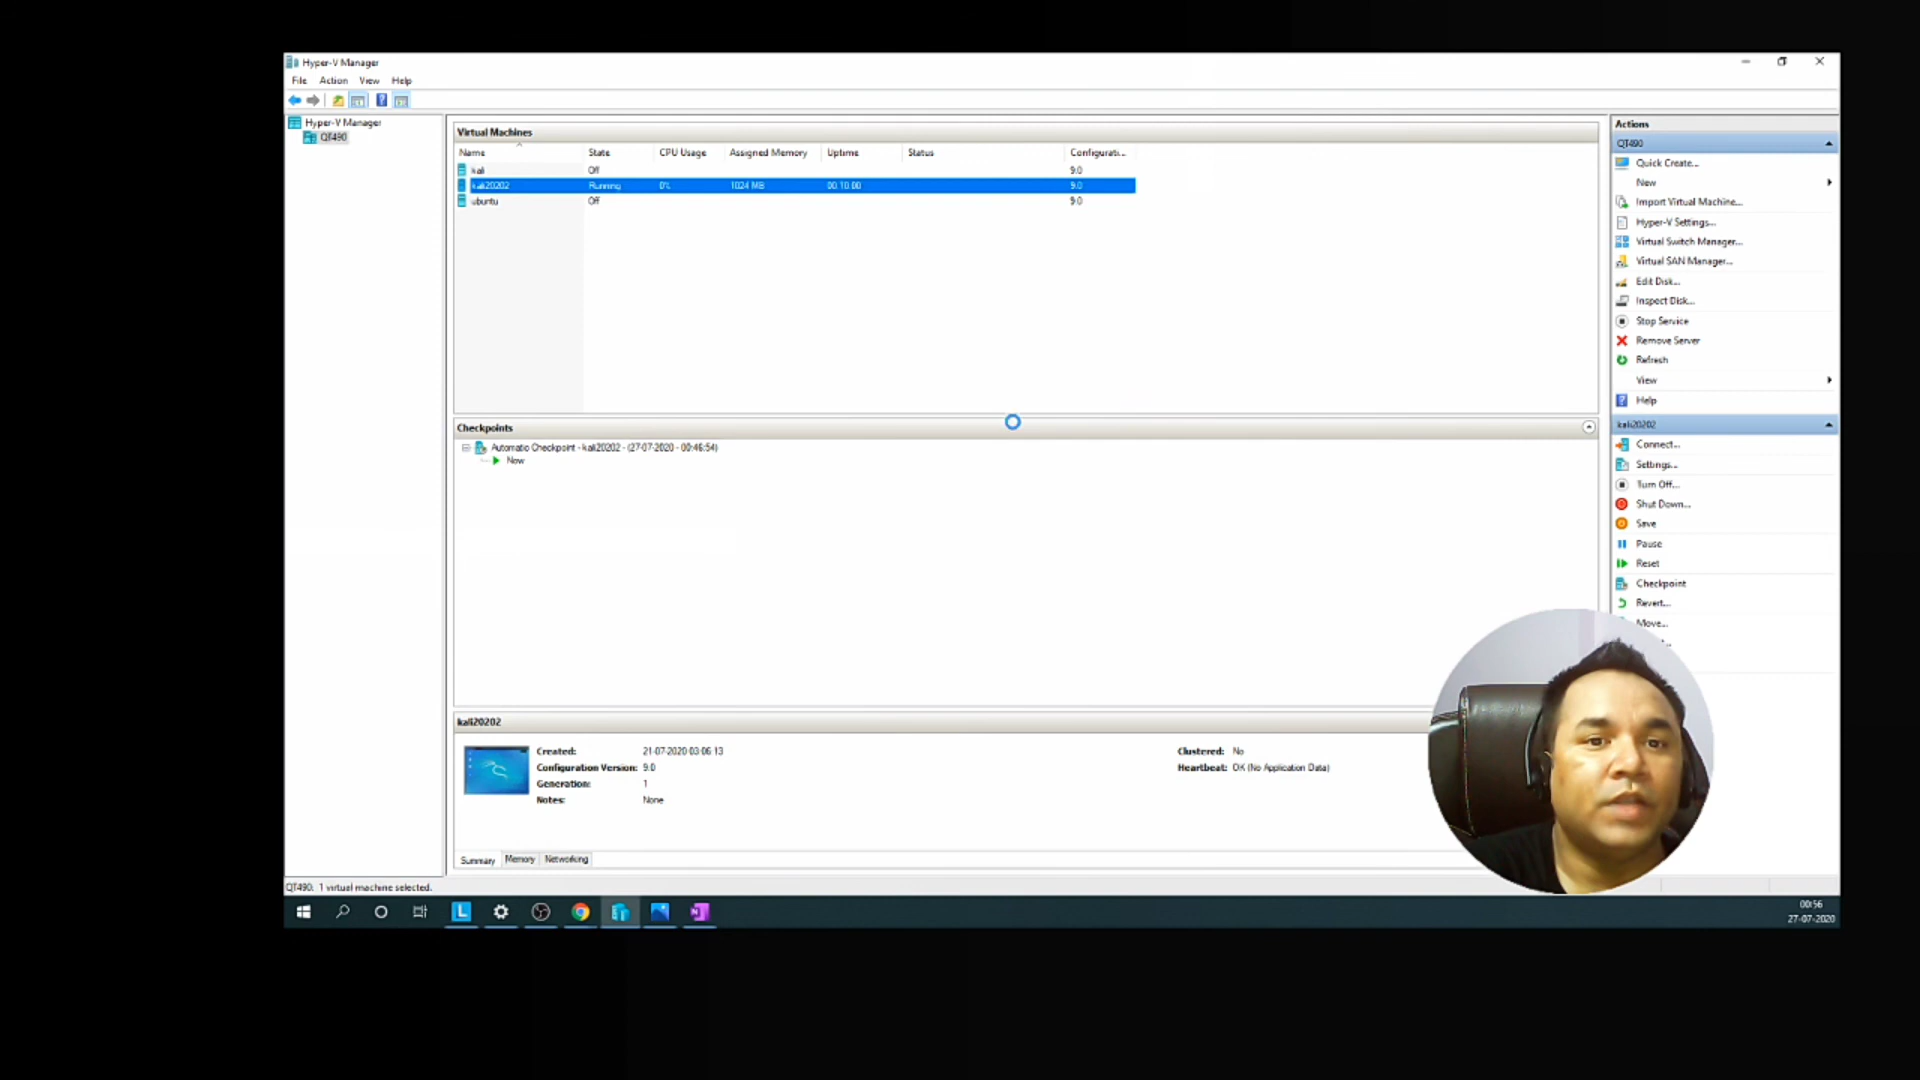 Hyper-V Manager
File Action View Help
Hyper-V Manager
QT490
Virtual Machines
Name State CPU Usage Assigned Memory Uptime Status Configurati...
kali Off 9.0
kali20202 Running 0% 1024 MB 00:10:00 9.0
ubuntu Off 9.0
Checkpoints
Automatic Checkpoint - kali20202 - (27-07-2020 - 00:46:54)
Now
kali20202
Created: 21-07-2020 03:06:13
Configuration Version: 9.0
Generation: 1
Notes: None
Clustered: No
Heartbeat: OK (No Application Data)
Summary Memory Networking
Actions
QT490
Quick Create...
New
Import Virtual Machine...
Hyper-V Settings...
Virtual Switch Manager...
Virtual SAN Manager...
Edit Disk...
Inspect Disk...
Stop Service
Remove Server
Refresh
View
Help
kali20202
Connect...
Settings...
Turn Off...
Shut Down...
Save
Pause
Reset
Checkpoint
Revert...
Move...
QT490: 1 virtual machine selected.
00:56
27-07-2020